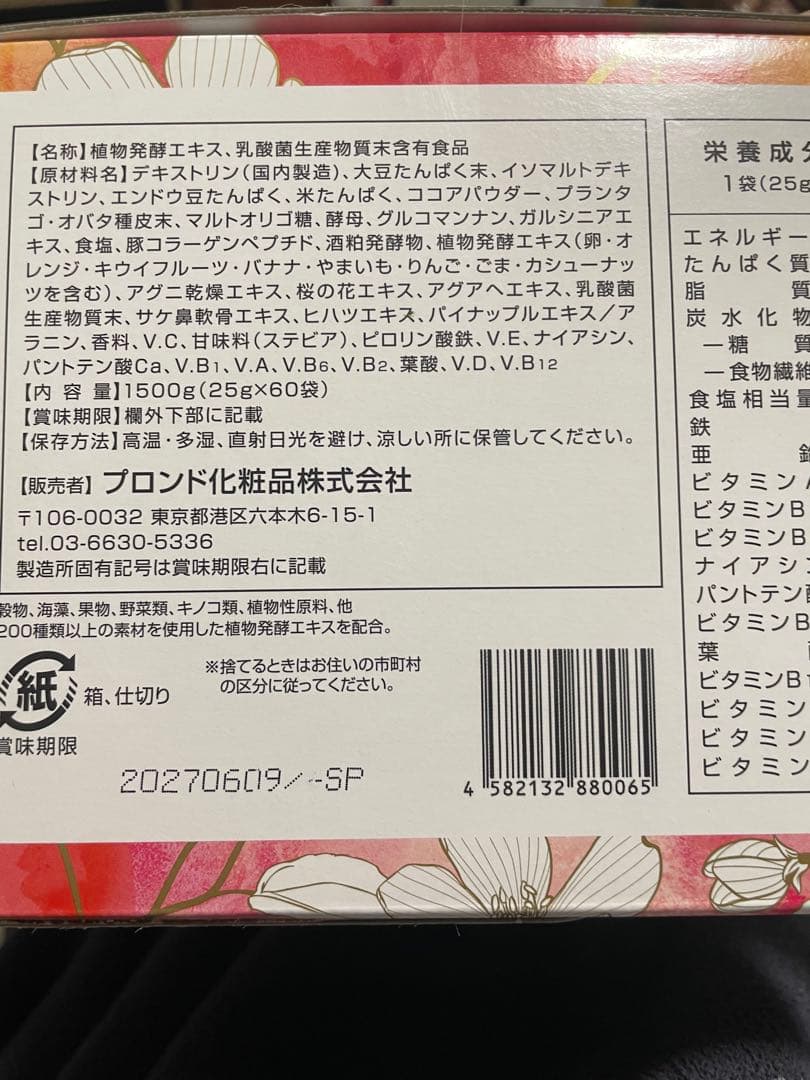 【名称】植物発酵エキス、乳酸菌生産物質末含有食品
【原材料名】デキストリン(国内製造)、大豆たんぱく末、イソマルトデキ
ストリン、エンドウ豆たんぱく、米たんぱく、ココアパウダー、プランタ
ゴ・オバタ種皮末、マルトオリゴ糖、酵母、グルコマンナン、ガルシニアエ
キス、食塩、豚コラーゲンペプチド、酒粕発酵物、植物発酵エキス(卵・オ
レンジ・キウイフルーツ・バナナ・やまいも・りんご・ごま・カシューナッ
ツを含む)、アグニ乾燥エキス、桜の花エキス、アグアヘエキス、乳酸菌
生産物質末、サケ鼻軟骨エキス、ヒハツエキス、パイナップルエキス/ア
ラニン、香料、V.C、甘味料(ステビア)、ピロリン酸鉄、V.E、ナイアシン、
パントテン酸Ca、V.B1、V.A、V.B6、V.B2、葉酸、V.D、V.B12
【内 容 量】1500g(25g×60袋)
【賞味期限】欄外下部に記載
【保存方法】高温・多湿、直射日光を避け、涼しい所に保管してください。
【販売者】プロンド化粧品株式会社
〒106-0032 東京都港区六本木6-15-1
tel.03-6630-5336
製造所固有記号は賞味期限右に記載
穀物、海藻、果物、野菜類、キノコ類、植物性原料、他
200種類以上の素材を使用した植物発酵エキスを配合。
紙
箱、仕切り
※捨てるときはお住いの市町村
の区分に従ってください。
賞味期限
20270609/ -SP
4 582132 880065
栄養成分
1袋(25g
エネルギー
たんぱく質
脂 質
炭水化物
―糖 質
―食物繊維
食塩相当量
鉄
亜 鉛
ビタミンA
ビタミンB
ビタミンB
ナイアシン
パントテン酸
ビタミンB
葉
ビタミンB1
ビタミン
ビタミン
ビタミン